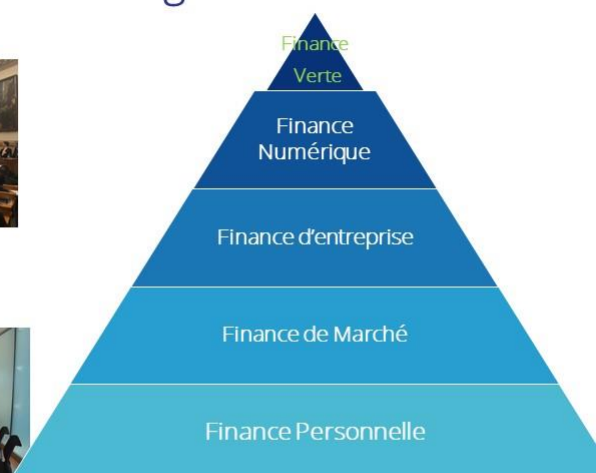 Finance
Verte
Finance
Numérique
Finance d'entreprise
Finance de Marché
Finance Personnelle